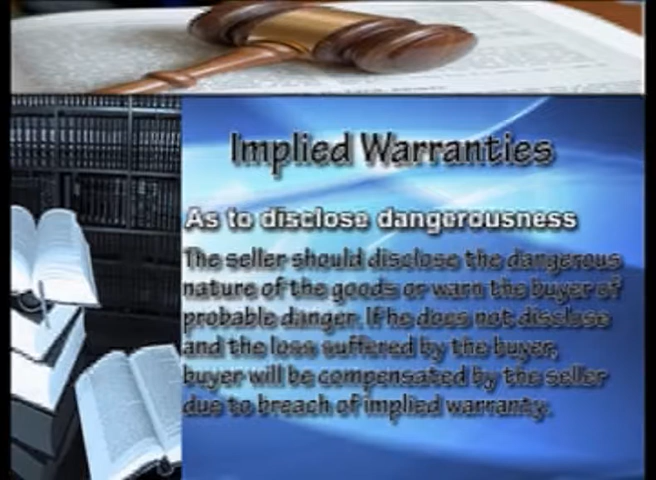 Implied Warranties
As to disclose dangerousness
The seller should disclose the dangerous
nature of the goods or warn the buyer of
probable danger. If he does not disclose
and the loss suffered by the buyer,
buyer will be compensated by the seller
due to breach of implied warranty.